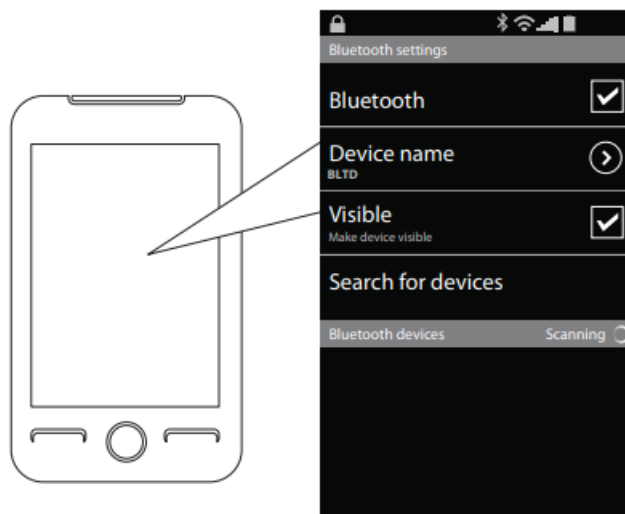 Bluetooth settings
Bluetooth
Device name
BLTD
Visible
Make device visible
Search for devices
Bluetooth devices Scanning